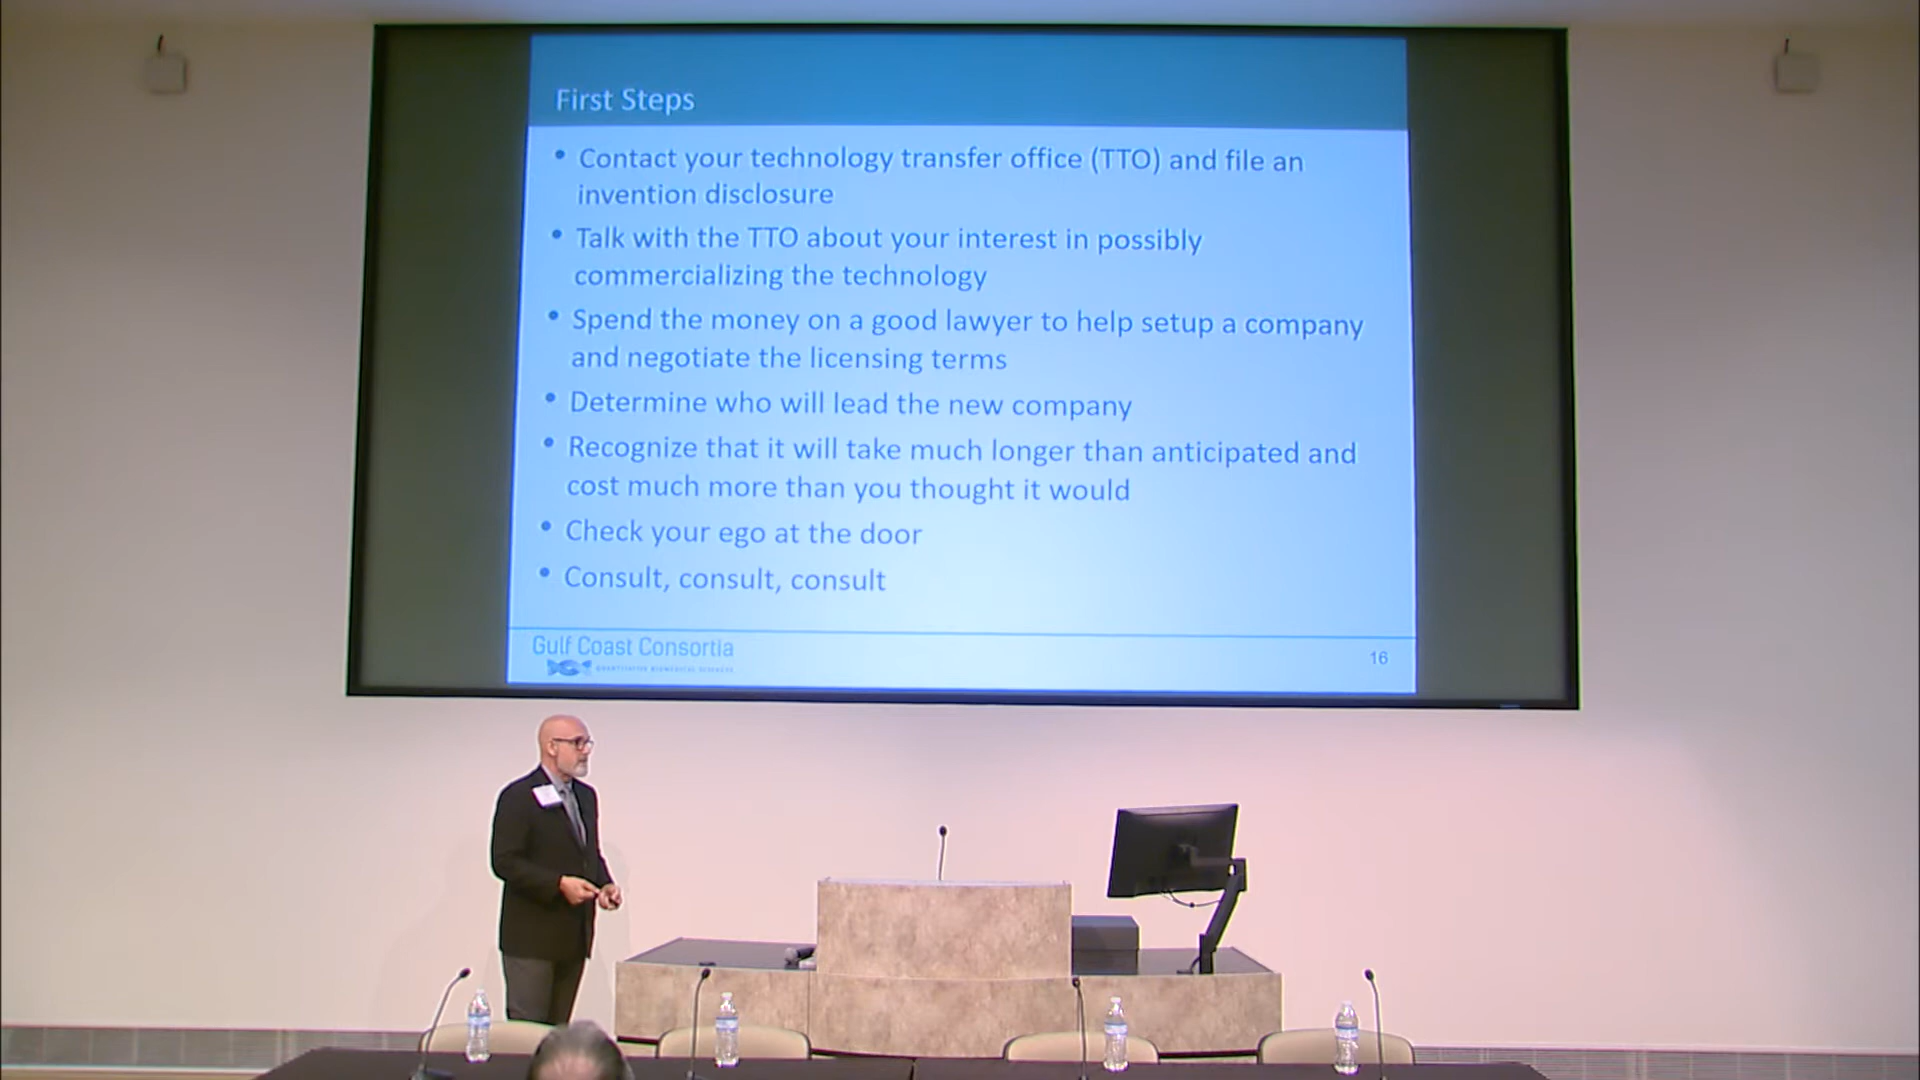 First Steps
• Contact your technology transfer office (TTO) and file an
invention disclosure
• Talk with the TTO about your interest in possibly
commercializing the technology
• Spend the money on a good lawyer to help setup a company
and negotiate the licensing terms
• Determine who will lead the new company
• Recognize that it will take much longer than anticipated and
cost much more than you thought it would
• Check your ego at the door
• Consult, consult, consult
Gulf Coast Consortia
QUANTITATIVE BIOMEDICAL SCIENCES
16